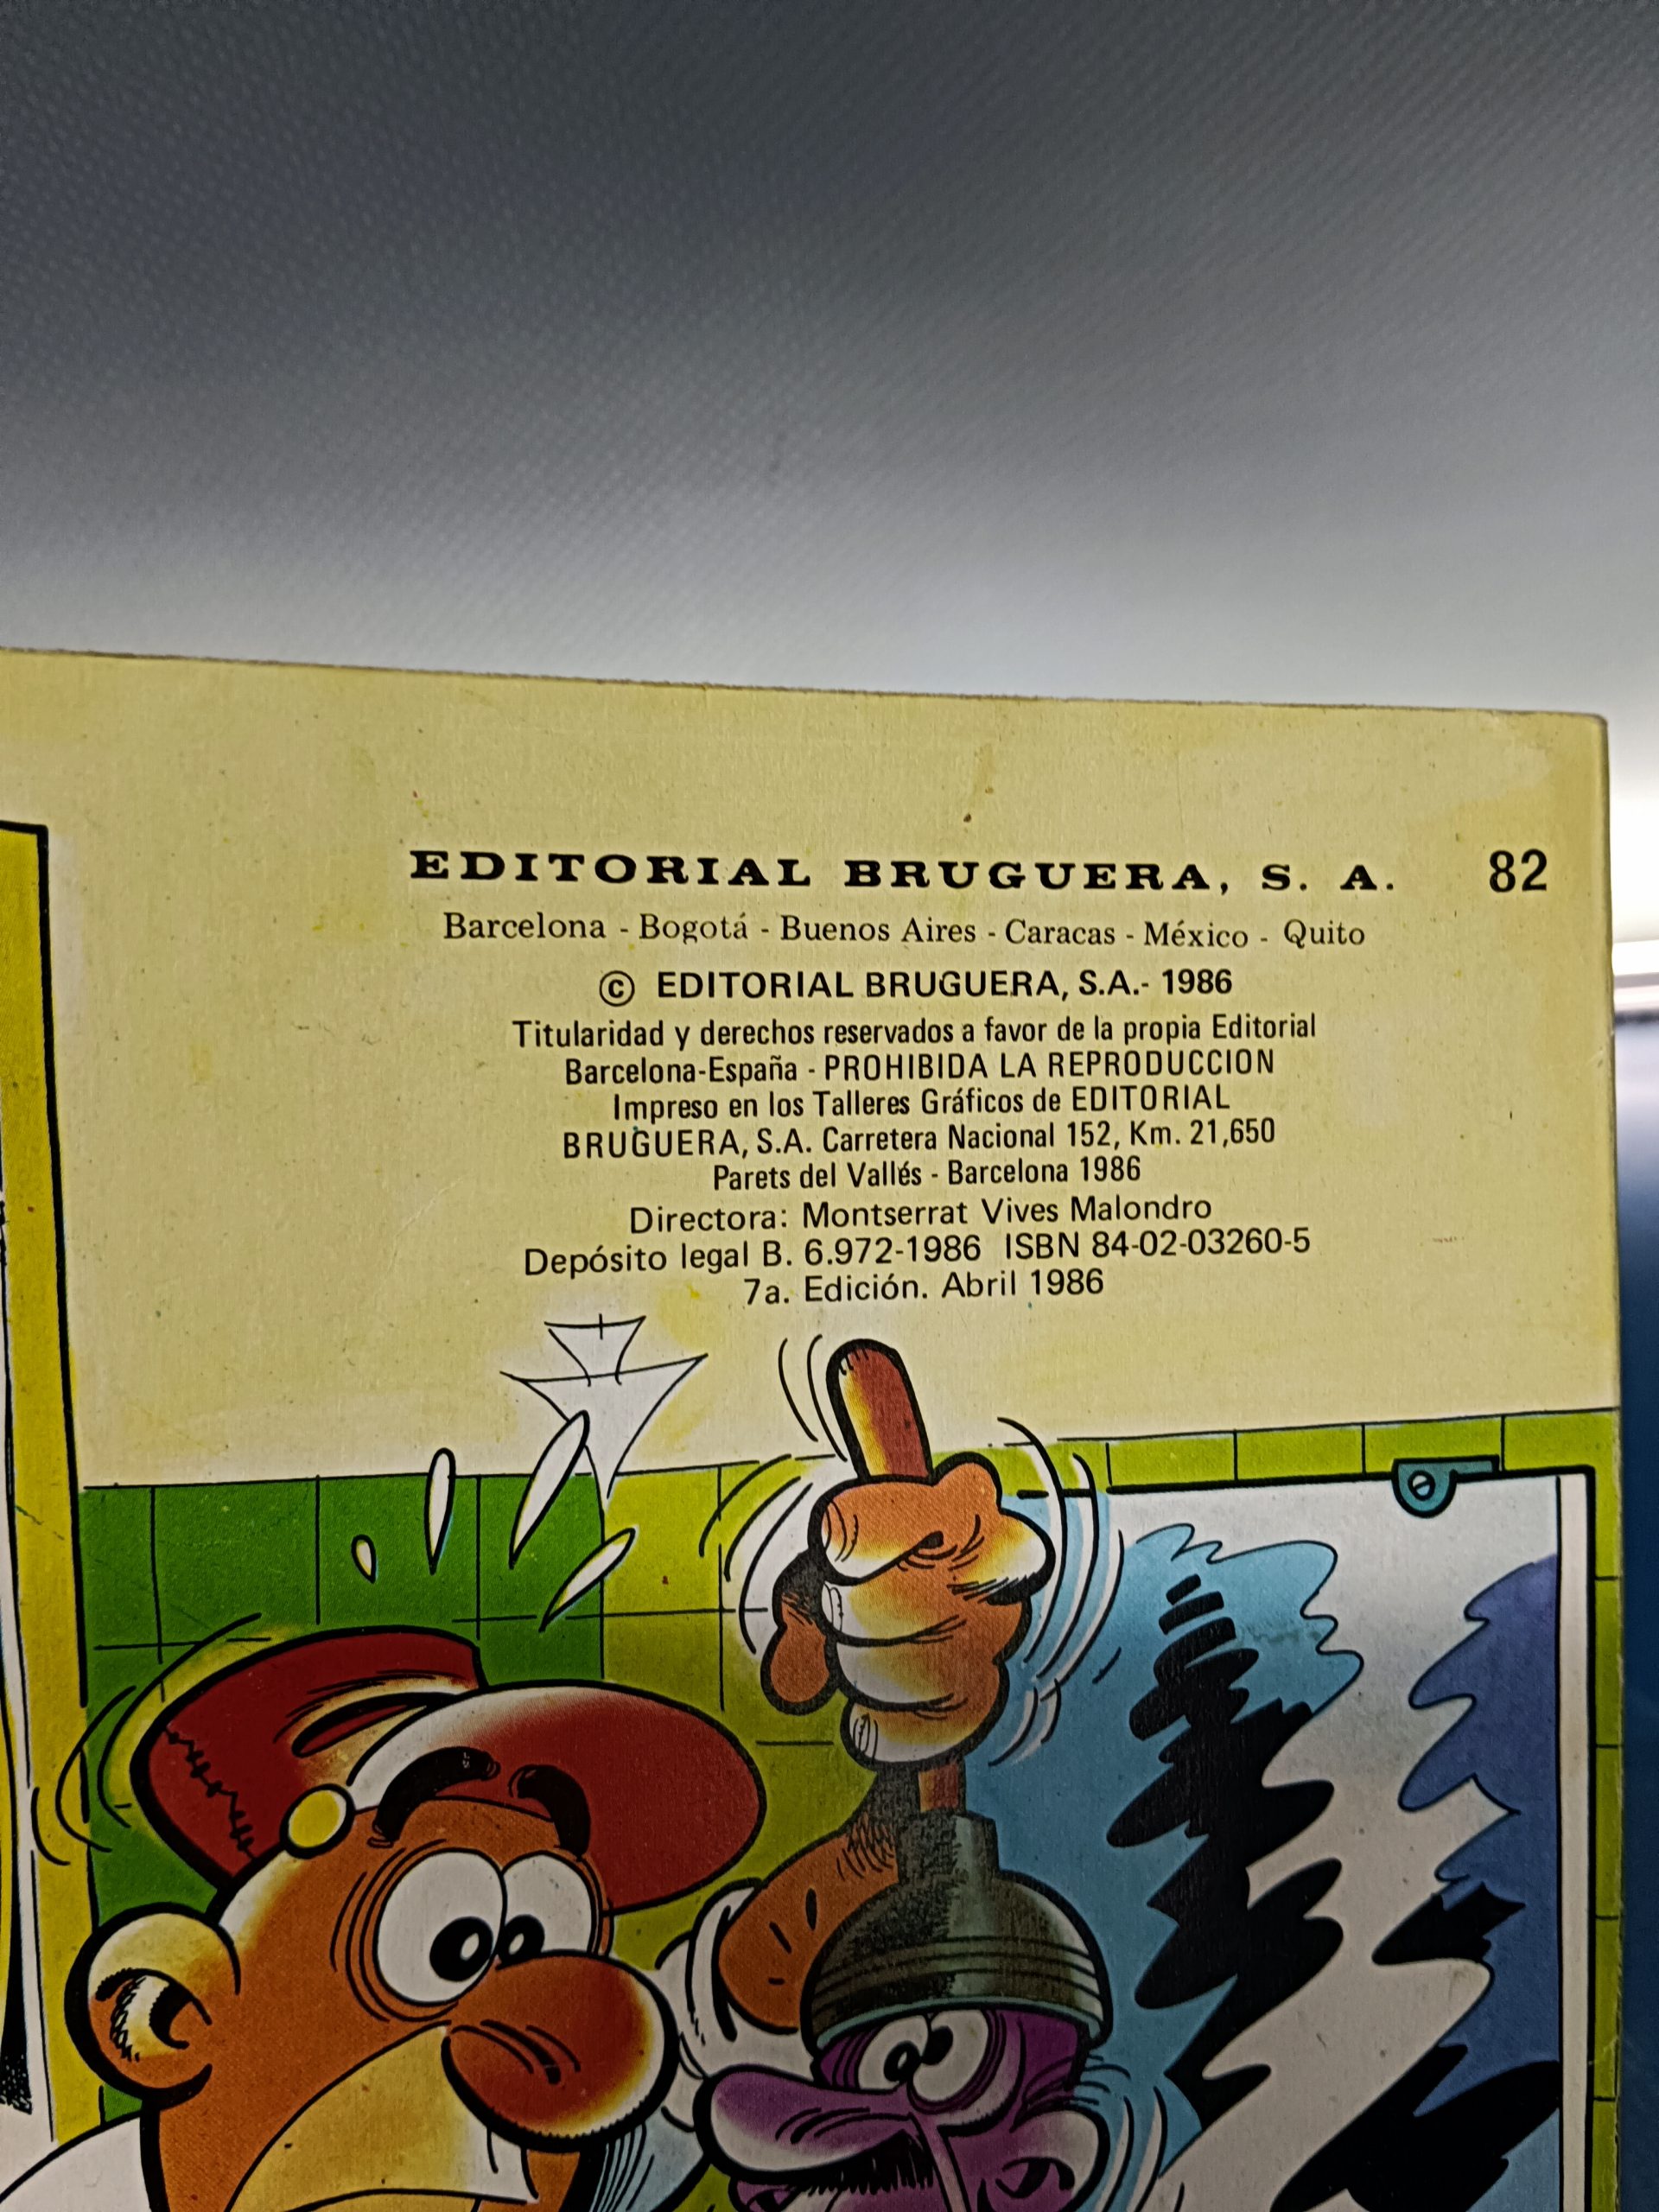 EDITORIAL BRUGUERA, S. A. 82
Barcelona - Bogotá - Buenos Aires - Caracas - México - Quito
© EDITORIAL BRUGUERA, S.A.- 1986
Titularidad y derechos reservados a favor de la propia Editorial
Barcelona-España - PROHIBIDA LA REPRODUCCION
Impreso en los Talleres Gráficos de EDITORIAL
BRUGUERA, S.A. Carretera Nacional 152, Km. 21,650
Parets del Vallés - Barcelona 1986
Directora: Montserrat Vives Malondro
Depósito legal B. 6.972-1986 ISBN 84-02-03260-5
7a. Edición. Abril 1986